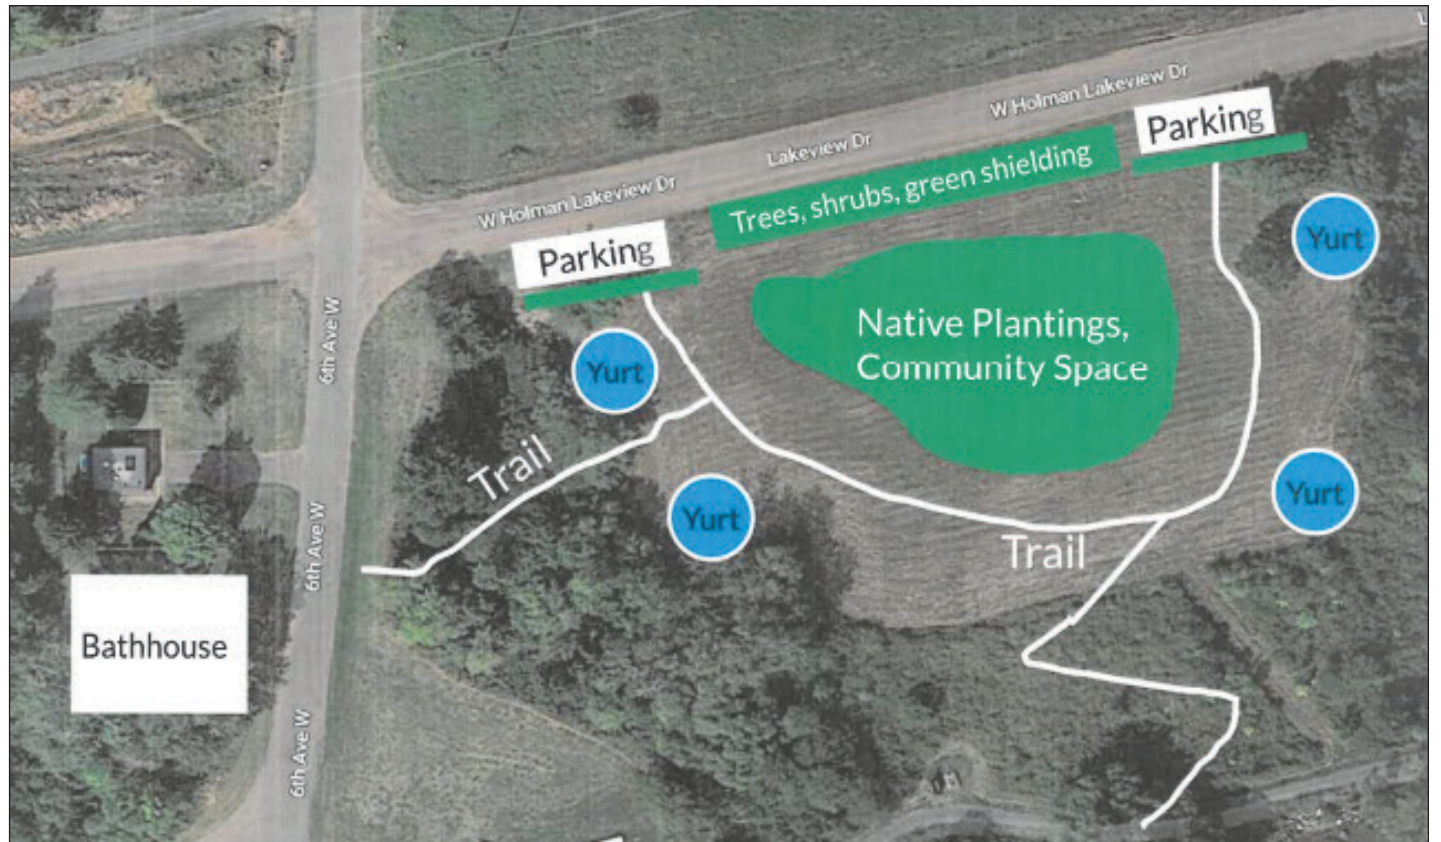 W Holman Lakeview Dr
Parking
Lakeview Dr
Trees, shrubs, green shielding
W Holman Lakeview Dr
Parking
Yurt
6th Ave W
Yurt
Native Plantings,
Community Space
Trail
Yurt
Yurt
6th Ave W
Trail
Bathhouse
6th Ave W